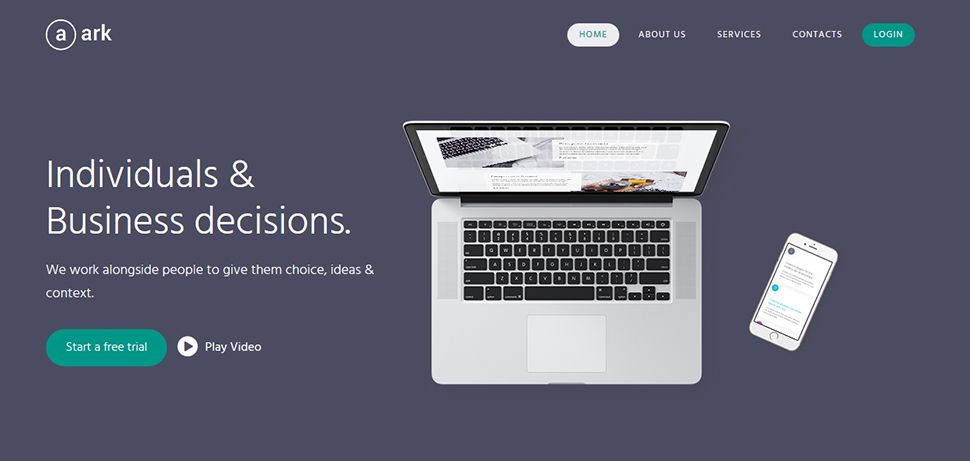 a ark
HOME
ABOUT US
SERVICES
CONTACTS
LOGIN
Individuals &
Business decisions.
We work alongside people to give them choice, ideas &
context.
Start a free trial
Play Video
Q W E R T Y U I O P
A S D F G H J K L
Z X C V B N M